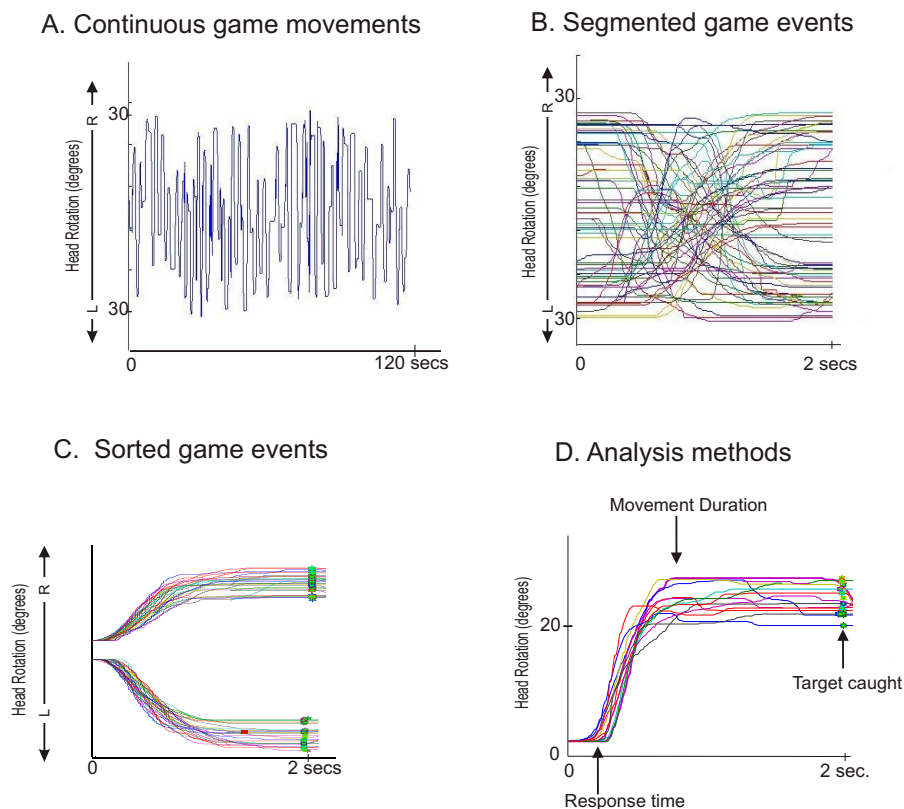 A. Continuous game movements
Head Rotation (degrees)
L
R
30
30
0
120 secs
B. Segmented game events
Head Rotation (degrees)
L
R
30
30
0
2 secs
C. Sorted game events
Head Rotation (degrees)
L
R
0
2 secs
D. Analysis methods
Movement Duration
Head Rotation (degrees)
20
Target caught
0
0
2 sec.
Response time